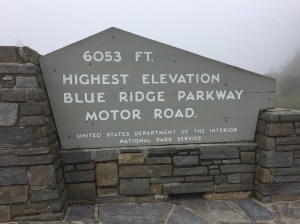 6053 FT.
HIGHEST ELEVATION
BLUE RIDGE PARKWAY
MOTOR ROAD.
UNITED STATES DEPARTMENT OF THE INTERIOR
NATIONAL PARK SERVICE